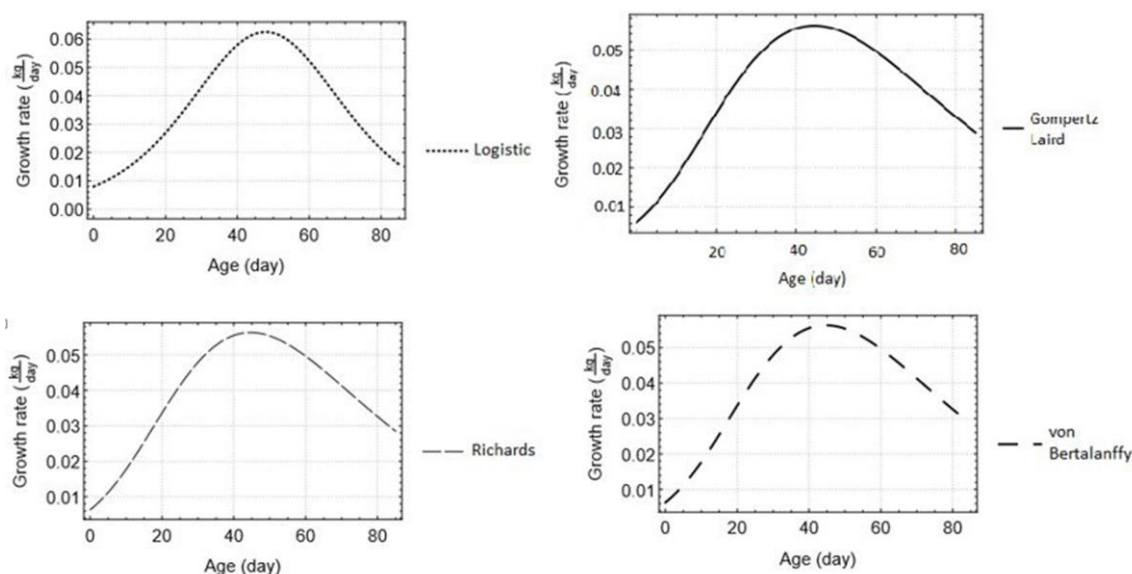 0.06
0.05
0.04
0.03
0.02
0.01
0.00
Growth rate (kg/day)
0 20 40 60 80
Age (day)
Logistic
0.05
0.04
0.03
0.01
Growth rate (kg/day)
20 40 60 80
Age (day)
Gompertz
Laird
0.05
0.04
0.03
0.02
0.01
Growth rate (kg/day)
0 20 40 60 80
Age (day)
Richards
0.05
0.04
0.03
0.02
0.01
Growth rate (kg/day)
0 20 40 60 80
Age (day)
von
Bertalanffy